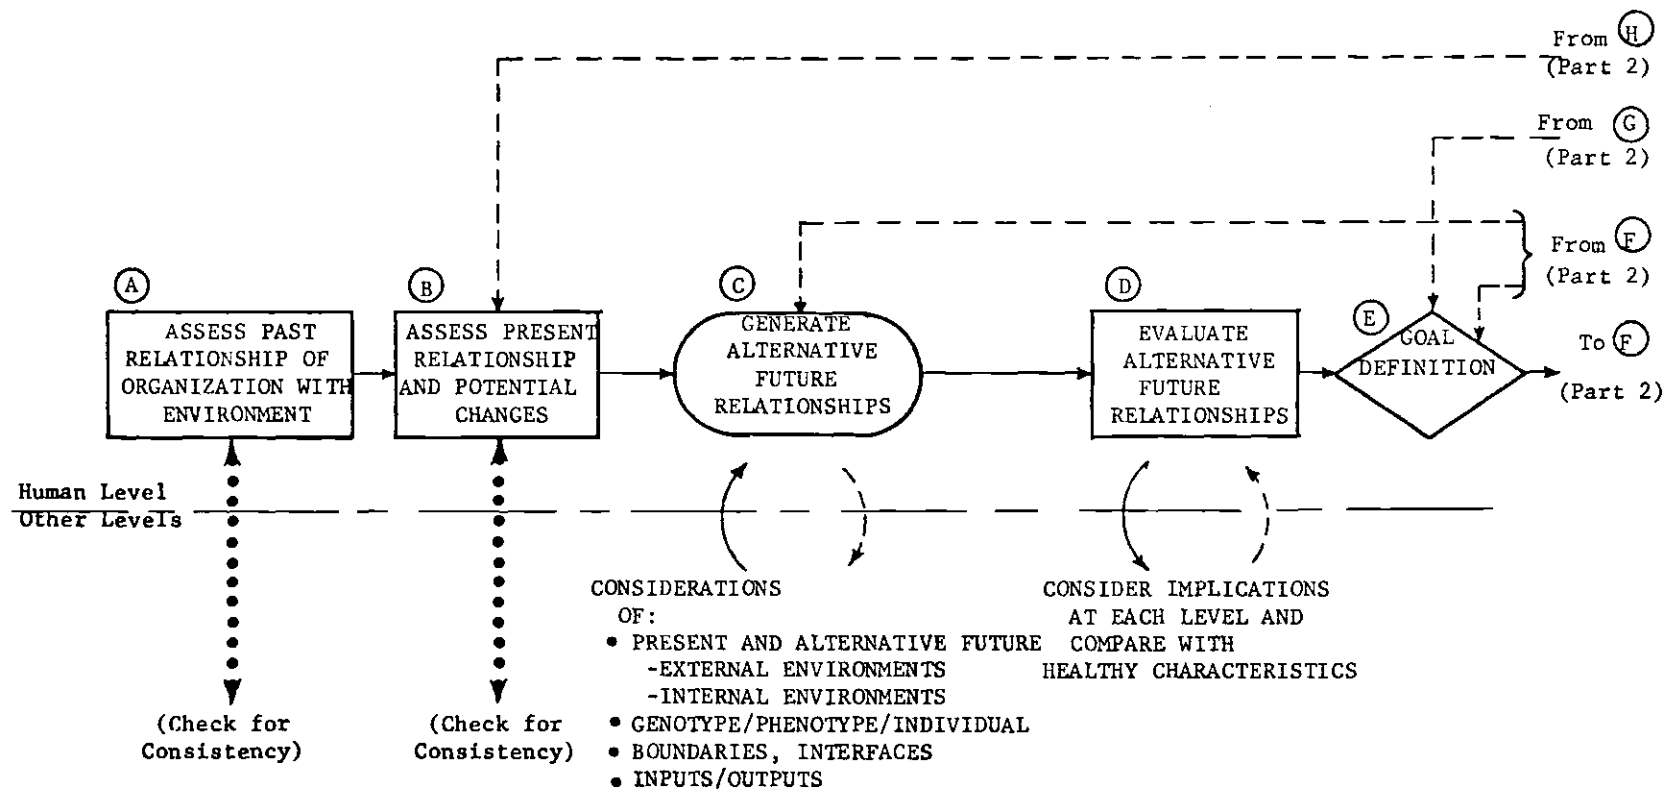 From H
(Part 2)
From G
(Part 2)
From F
(Part 2)
A
ASSESS PAST
RELATIONSHIP OF
ORGANIZATION WITH
ENVIRONMENT
B
ASSESS PRESENT
RELATIONSHIP
AND POTENTIAL
CHANGES
C
GENERATE
ALTERNATIVE
FUTURE
RELATIONSHIPS
D
EVALUATE
ALTERNATIVE
FUTURE
RELATIONSHIPS
E
GOAL
DEFINITION
To F
(Part 2)
Human Level
Other Levels
(Check for
Consistency)
(Check for
Consistency)
CONSIDERATIONS
OF:
• PRESENT AND ALTERNATIVE FUTURE
-EXTERNAL ENVIRONMENTS
-INTERNAL ENVIRONMENTS
• GENOTYPE/PHENOTYPE/INDIVIDUAL
• BOUNDARIES, INTERFACES
• INPUTS/OUTPUTS
CONSIDER IMPLICATIONS
AT EACH LEVEL AND
COMPARE WITH
HEALTHY CHARACTERISTICS